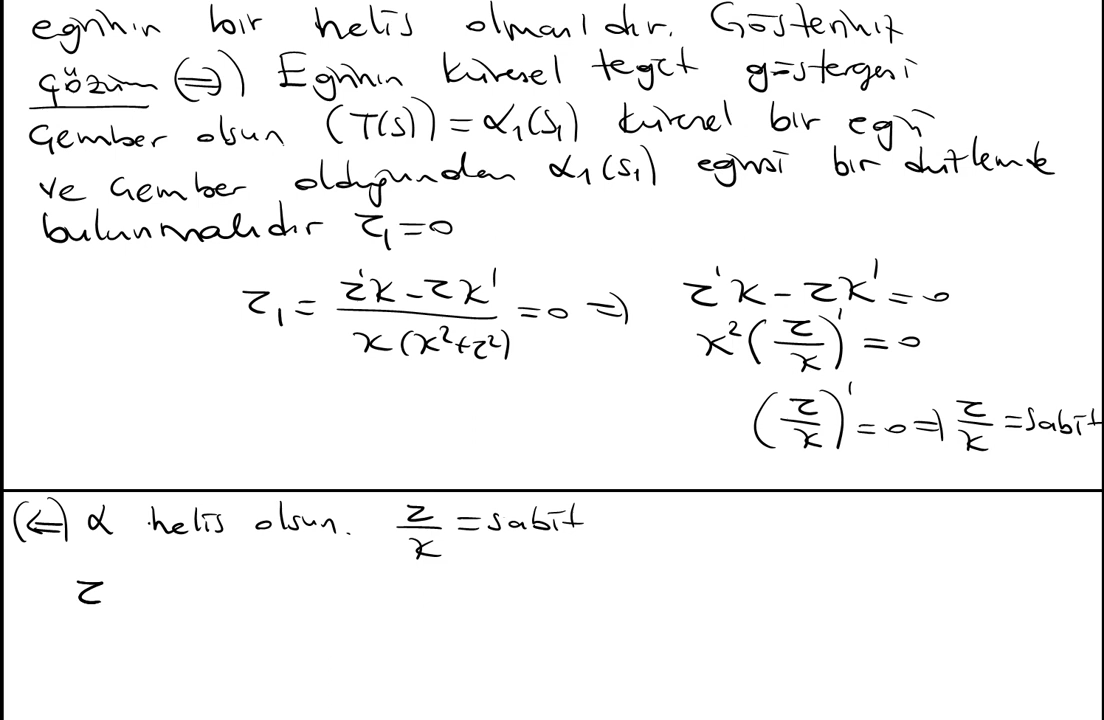 eğrinin bir helis olmasıdır. Gösteriniz
Çözüm (⇒) Eğrinin küresel teğet göstergesi
Çember olsun (T(s)) = α₁(s₁) küresel bir eğri
ve Çember olduğundan α₁(s₁) eğrisi bir düzlemde
bulunmalıdır τ₁ = 0
τ₁ = (τ'κ - τκ') / (κ(κ² + τ²)) = 0 ⇒ τ'κ - τκ' = 0
κ² (τ/κ)' = 0
(τ/κ)' = 0 ⇒ τ/κ = sabit
(⇐) α helis olsun. τ/κ = sabit
τ